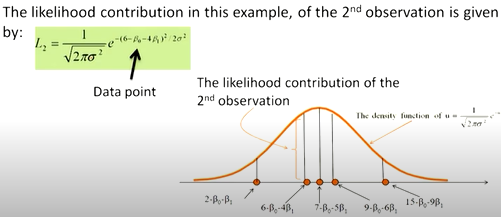 The likelihood contribution in this example, of the 2nd observation is given
by: L₂ = 1/√(2πσ²) e^(-(6-β₀-4β₁)²/2σ²)
Data point
The likelihood contribution of the
2nd observation
The density function of u = 1/√(2πσ²) e⁻
2-β₀-β₁
6-β₀-4β₁
7-β₀-5β₁
9-β₀-6β₁
15-β₀-9β₁